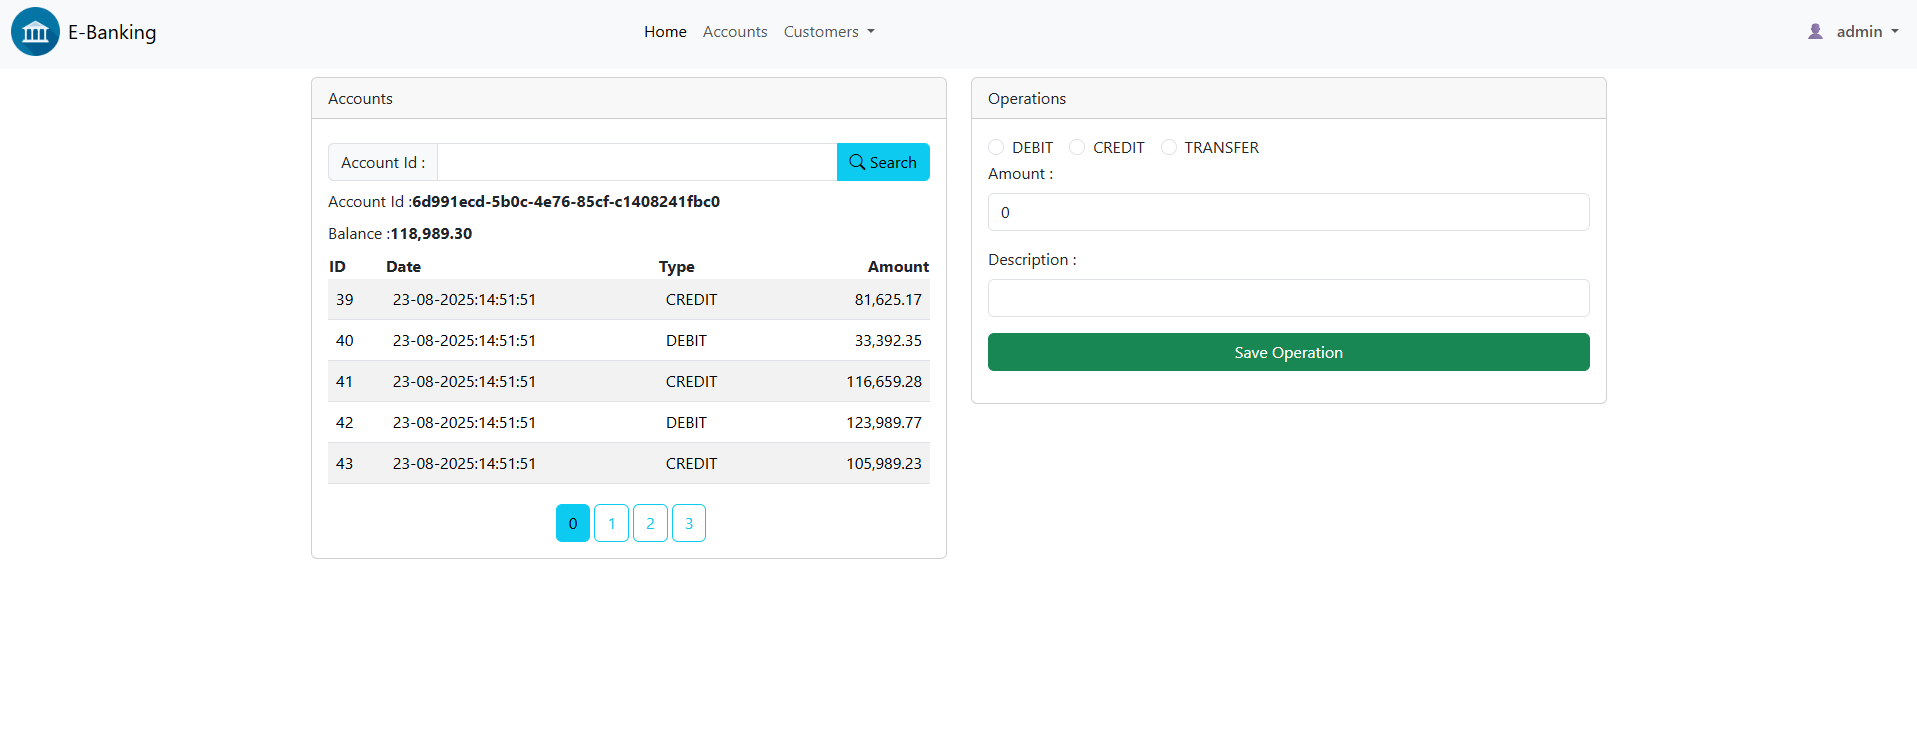 E-Banking
Home Accounts Customers
admin
Accounts
Account Id : Search
Account Id :6d991ecd-5b0c-4e76-85cf-c1408241fbc0
Balance :118,989.30
ID Date Type Amount
39 23-08-2025:14:51:51 CREDIT 81,625.17
40 23-08-2025:14:51:51 DEBIT 33,392.35
41 23-08-2025:14:51:51 CREDIT 116,659.28
42 23-08-2025:14:51:51 DEBIT 123,989.77
43 23-08-2025:14:51:51 CREDIT 105,989.23
0 1 2 3
Operations
DEBIT CREDIT TRANSFER
Amount :
0
Description :
Save Operation